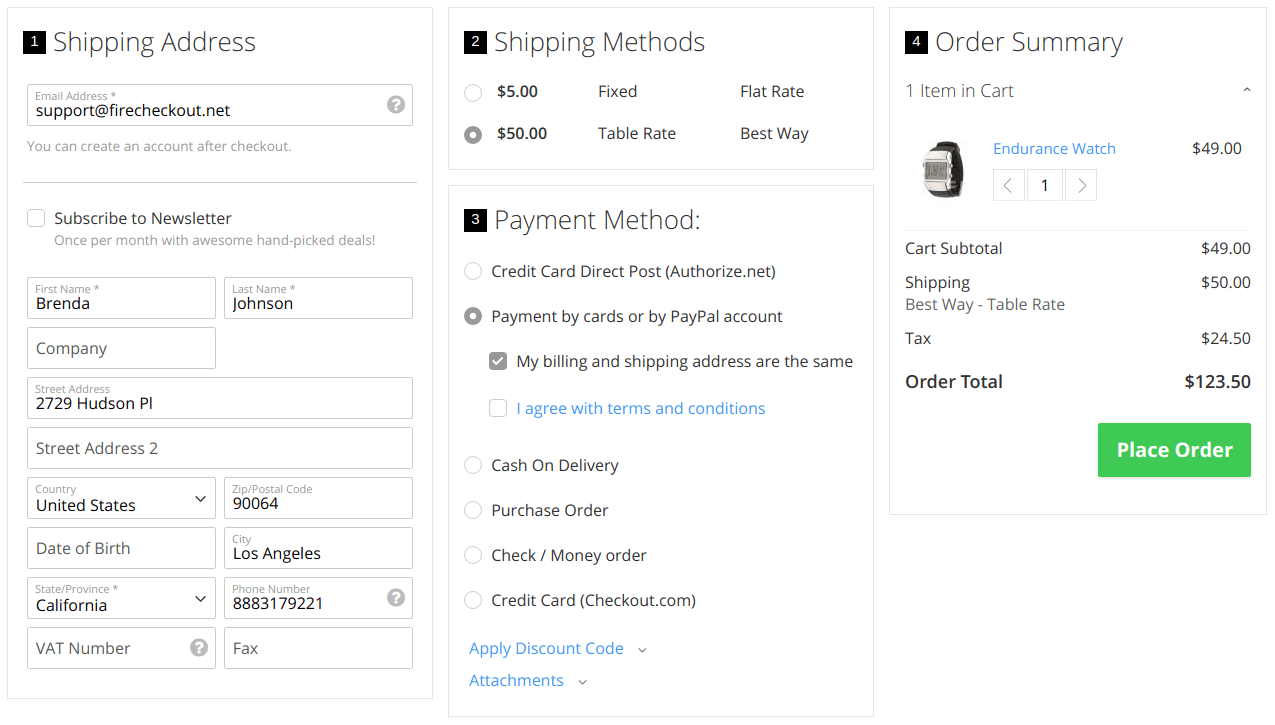 1 Shipping Address
Email Address *
support@firecheckout.net
?
You can create an account after checkout.
Subscribe to Newsletter
Once per month with awesome hand-picked deals!
First Name *
Brenda
Last Name *
Johnson
Company
Street Address
2729 Hudson Pl
Street Address 2
Country
United States
Zip/Postal Code
90064
Date of Birth
City
Los Angeles
State/Province *
California
Phone Number
8883179221
?
VAT Number
?
Fax
2 Shipping Methods
$5.00 Fixed Flat Rate
$50.00 Table Rate Best Way
3 Payment Method:
Credit Card Direct Post (Authorize.net)
Payment by cards or by PayPal account
My billing and shipping address are the same
I agree with terms and conditions
Cash On Delivery
Purchase Order
Check / Money order
Credit Card (Checkout.com)
Apply Discount Code
Attachments
4 Order Summary
1 Item in Cart
Endurance Watch $49.00
1
Cart Subtotal $49.00
Shipping $50.00
Best Way - Table Rate
Tax $24.50
Order Total $123.50
Place Order